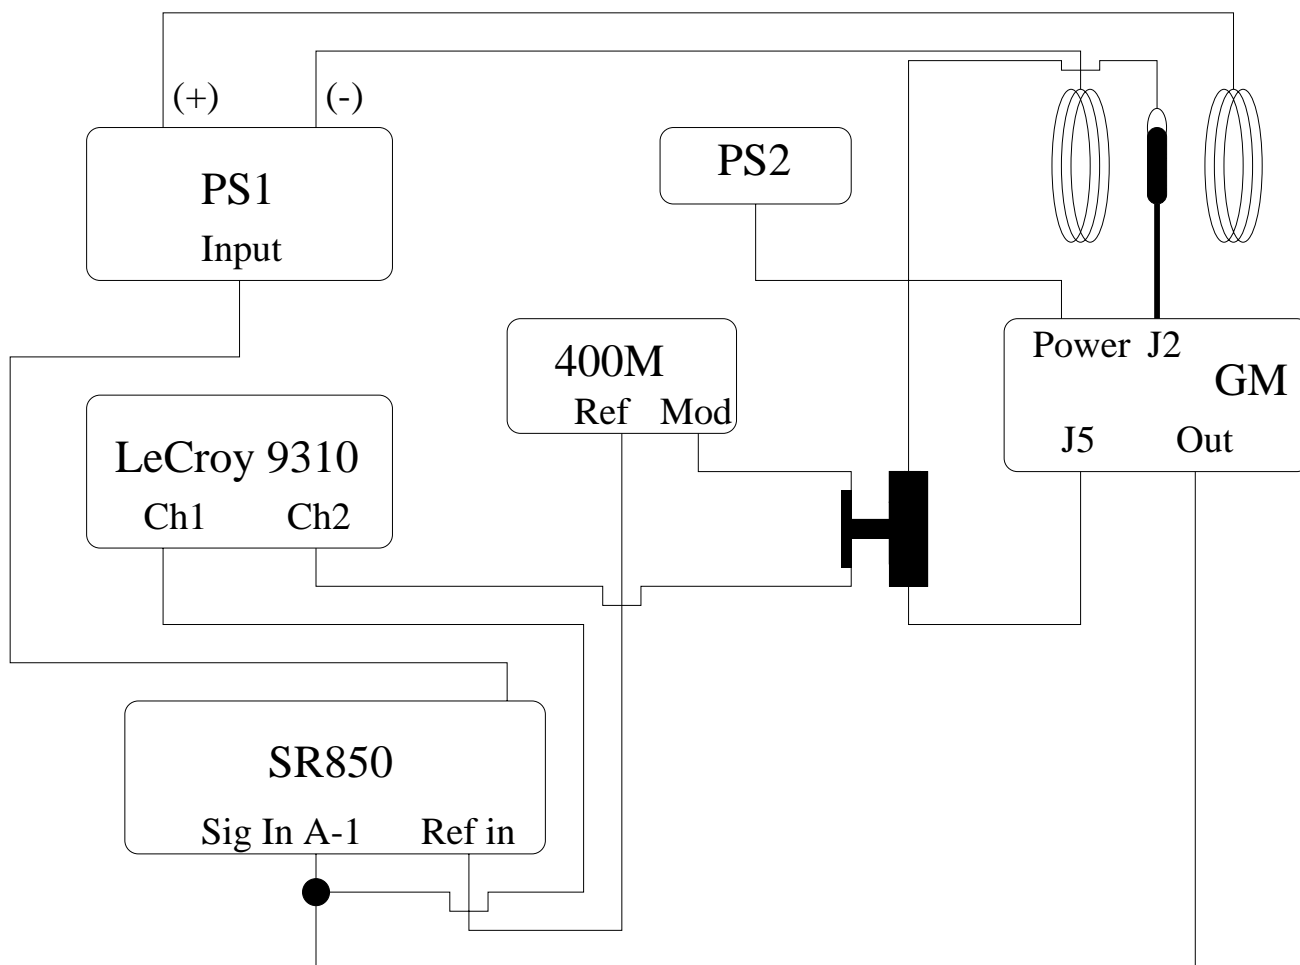 (+)
(-)
PS1
Input
PS2
400M
Ref Mod
Power J2
GM
J5 Out
LeCroy 9310
Ch1 Ch2
SR850
Sig In A-1 Ref in